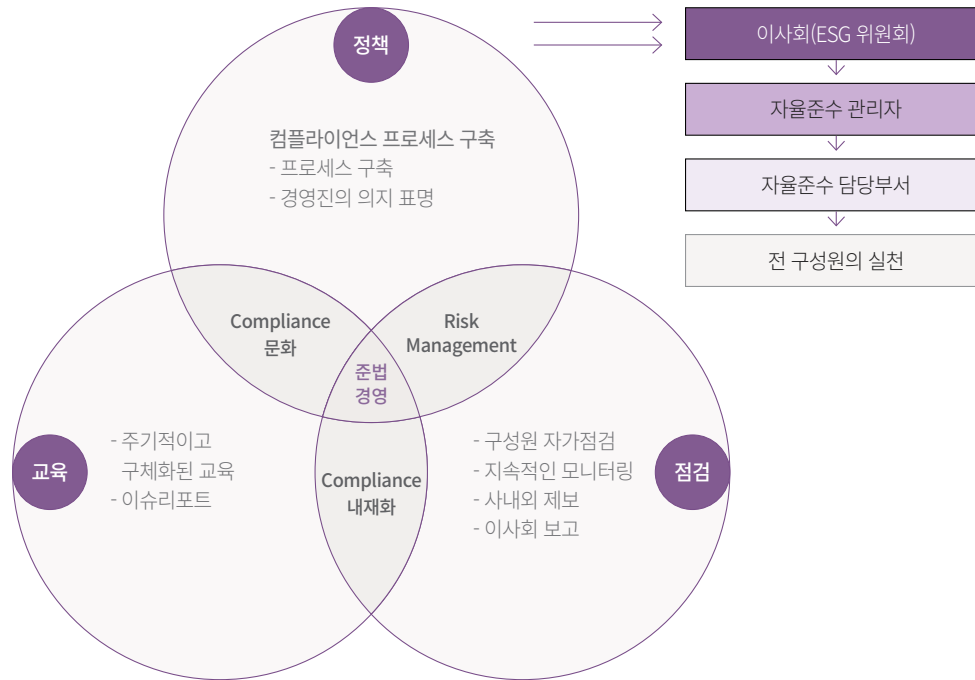 정책
컴플라이언스 프로세스 구축
- 프로세스 구축
- 경영진의 의지 표명
이사회(ESG 위원회)
자율준수 관리자
자율준수 담당부서
전 구성원의 실천
Compliance
문화
Risk
Management
준법
경영
교육
- 주기적이고
구체화된 교육
- 이슈리포트
Compliance
내재화
- 구성원 자가점검
- 지속적인 모니터링
- 사내외 제보
- 이사회 보고
점검